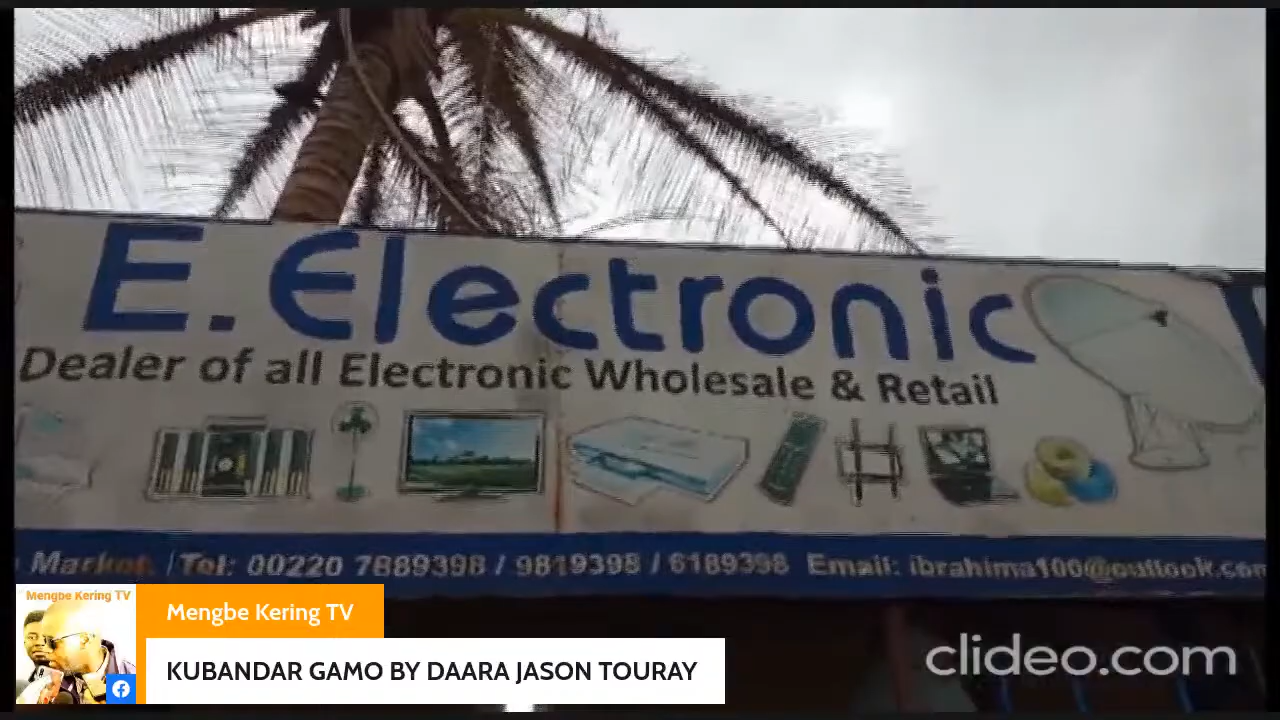 E. Electronic
Dealer of all Electronic Wholesale & Retail
Market. / Tel: 00220 7889398 / 9819398 / 6189398 Email: ibrahima100@outlook.com
Mengbe Kering TV
Mengbe Kering TV
KUBANDAR GAMO BY DAARA JASON TOURAY
clideo.com